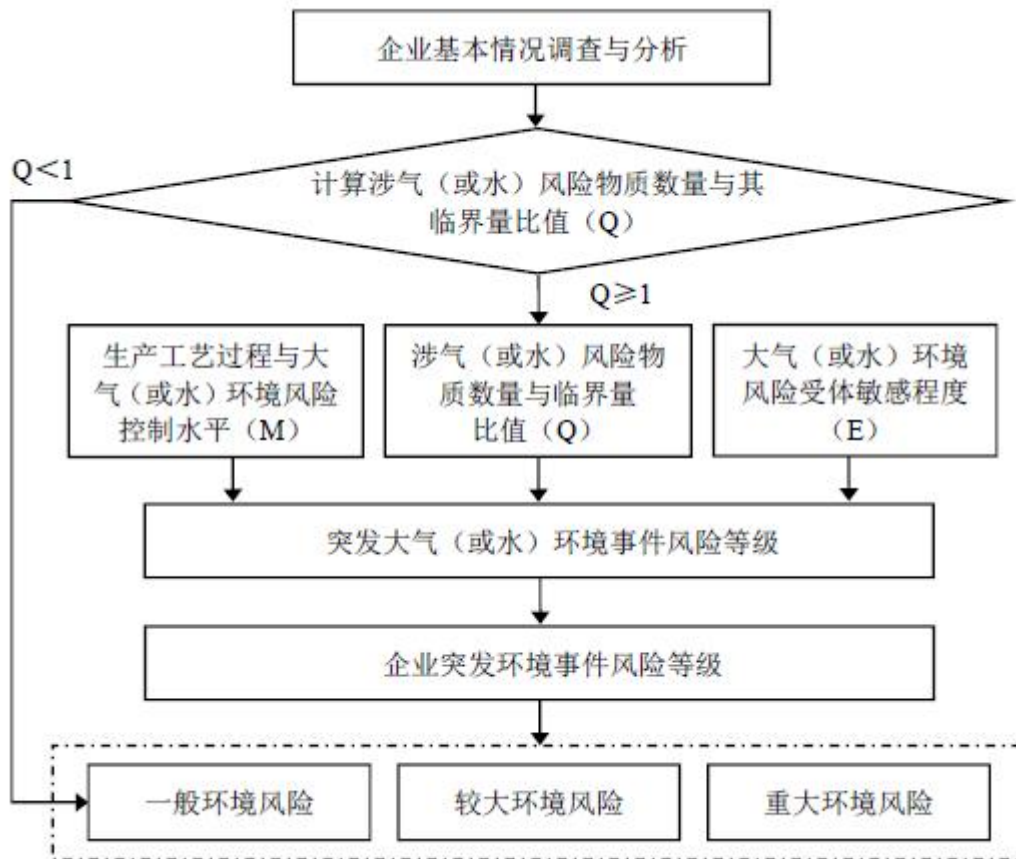 企业基本情况调查与分析
Q＜1
计算涉气（或水）风险物质数量与其
临界量比值（Q）
Q≥1
生产工艺过程与大
气（或水）环境风险
控制水平（M）
涉气（或水）风险物
质数量与临界量
比值（Q）
大气（或水）环境
风险受体敏感程度
（E）
突发大气（或水）环境事件风险等级
企业突发环境事件风险等级
一般环境风险
较大环境风险
重大环境风险